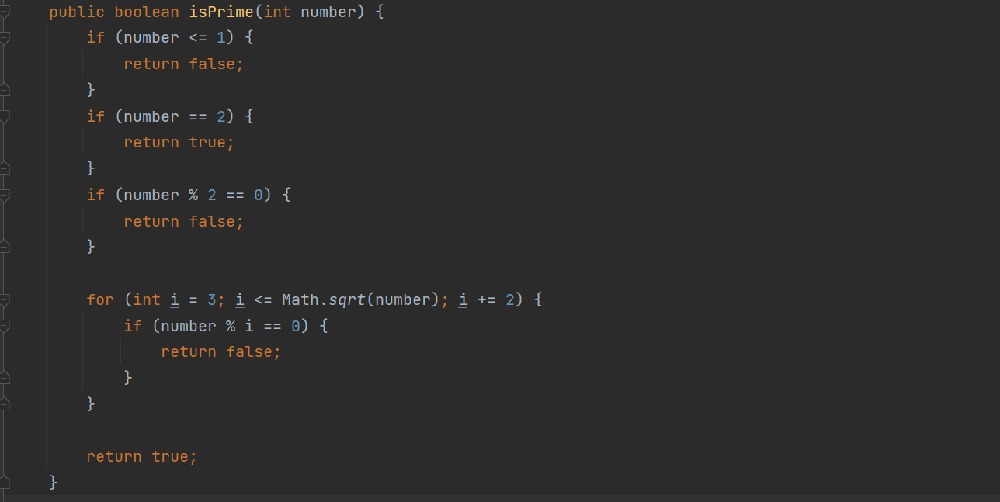 public boolean isPrime(int number) {
    if (number <= 1) {
        return false;
    }
    if (number == 2) {
        return true;
    }
    if (number % 2 == 0) {
        return false;
    }

    for (int i = 3; i <= Math.sqrt(number); i += 2) {
        if (number % i == 0) {
            return false;
        }
    }

    return true;
}